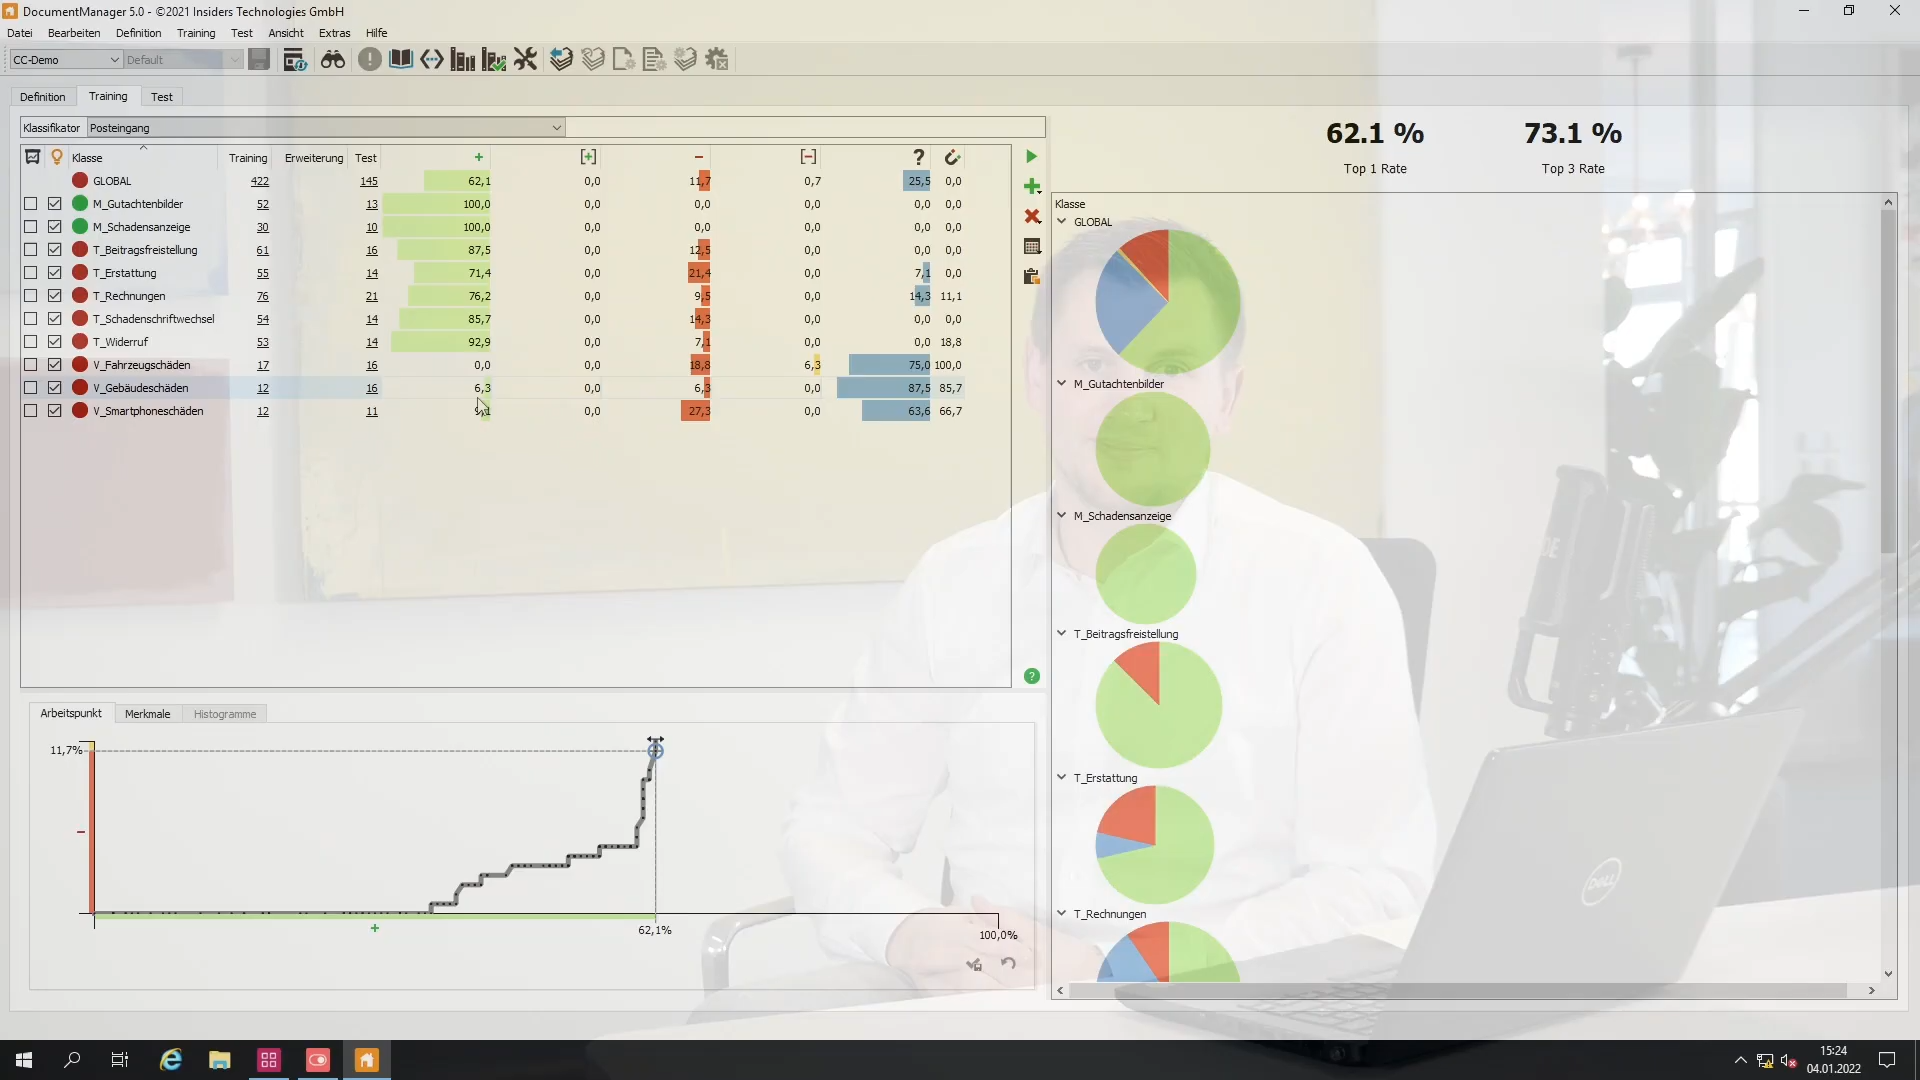 DocumentManager 5.0 - ©2021 Insiders Technologies GmbH
Datei Bearbeiten Definition Training Test Ansicht Extras Hilfe
CC-Demo Default
Definition Training Test
Klassifikator Posteingang
Klasse Training Erweiterung Test + [+] − [−] ?
GLOBAL 422 145 62,1 0,0 11,7 0,7 25,5 0,0
M_Gutachtenbilder 52 13 100,0 0,0 0,0 0,0 0,0 0,0
M_Schadensanzeige 30 10 100,0 0,0 0,0 0,0 0,0 0,0
T_Beitragsfreistellung 61 16 87,5 0,0 12,5 0,0 0,0 0,0
T_Erstattung 55 14 71,4 0,0 21,4 0,0 7,1 0,0
T_Rechnungen 76 21 76,2 0,0 9,5 0,0 14,3 11,1
T_Schadenschriftwechsel 54 14 85,7 0,0 14,3 0,0 0,0 0,0
T_Widerruf 53 14 92,9 0,0 7,1 0,0 0,0 18,8
V_Fahrzeugschäden 17 16 0,0 0,0 18,8 6,3 75,0 100,0
V_Gebäudeschäden 12 16 6,3 0,0 6,3 0,0 87,5 85,7
V_Smartphoneschäden 12 11 0,0 27,3 0,0 63,6 66,7
62.1 % 73.1 %
Top 1 Rate Top 3 Rate
Klasse
GLOBAL
M_Gutachtenbilder
M_Schadensanzeige
T_Beitragsfreistellung
T_Erstattung
T_Rechnungen
Arbeitspunkt Merkmale Histogramme
11,7%
−
+
62,1%
100,0%
DELL
15:24
04.01.2022